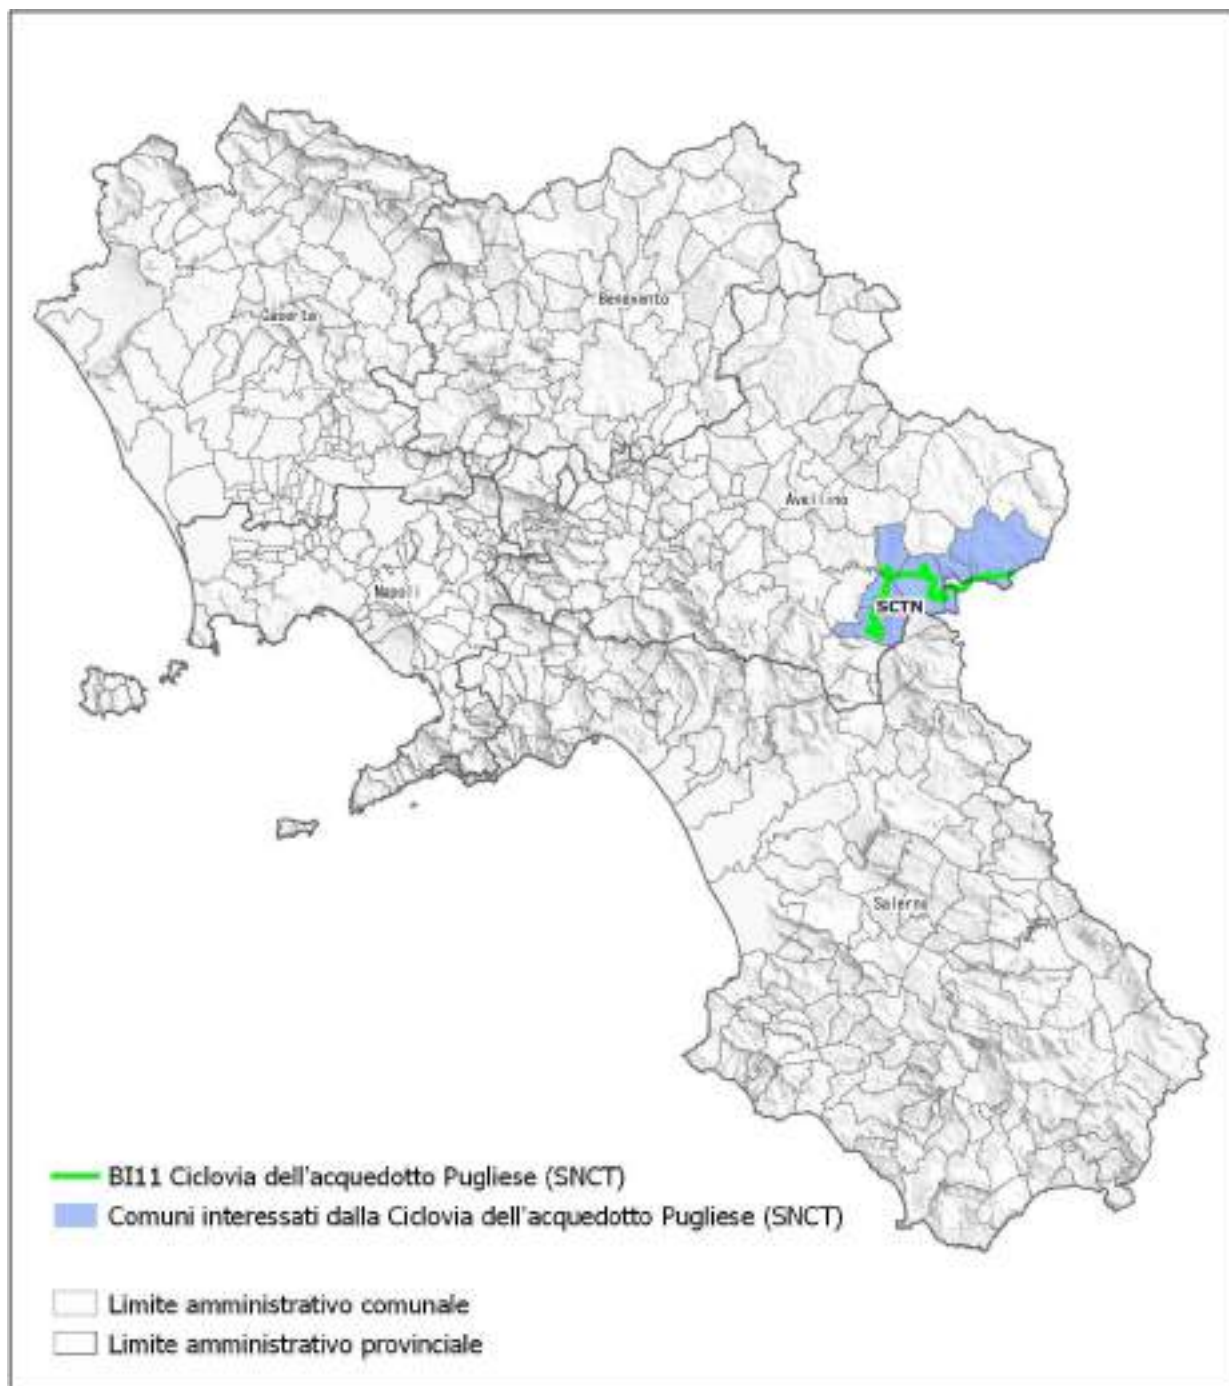 Benevento
Caserta
Avellino
Napoli
SCTN
Salerno
BI11 Ciclovia dell'acquedotto Pugliese (SNCT)
Comuni interessati dalla Ciclovia dell'acquedotto Pugliese (SNCT)
Limite amministrativo comunale
Limite amministrativo provinciale